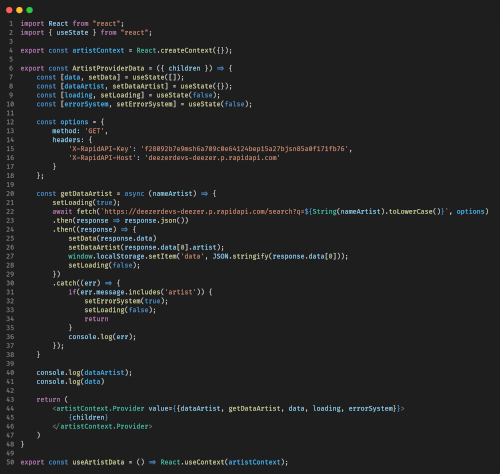 1 import React from "react";
2 import { useState } from "react";
3
4 export const artistContext = React.createContext({});
5
6 export const ArtistProviderData = ({ children }) => {
7 const [data, setData] = useState([]);
8 const [dataArtist, setDataArtist] = useState({});
9 const [loading, setLoading] = useState(false);
10 const [errorSystem, setErrorSystem] = useState(false);
11
12 const options = {
13 method: 'GET',
14 headers: {
15 'X-RapidAPI-Key':
16 'X-RapidAPI-Host': 'deezerdevs-deezer.p.rapidapi.com'
17 }
18 };
19
20 const getDataArtist = async (nameArtist) => {
21 setLoading(true);
22 await fetch(`https://deezerdevs-deezer.p.rapidapi.com/search?q=${String(nameArtist).toLowerCase()}`, options)
23 .then(response => response.json())
24 .then((response) => {
25 setData(response.data)
26 setDataArtist(response.data[0].artist);
27 window.localStorage.setItem('data', JSON.stringify(response.data[0]));
28 setLoading(false);
29 })
30 .catch((err) => {
31 if(err.message.includes('artist')) {
32 setErrorSystem(true);
33 setLoading(false);
34 return
35 }
36 console.log(err);
37 });
38 }
39
40 console.log(dataArtist);
41 console.log(data)
42
43 return (
44 <artistContext.Provider value={{dataArtist, getDataArtist, data, loading, errorSystem}}>
45 {children}
46 </artistContext.Provider>
47 )
48 }
49
50 export const useArtistData = () => React.useContext(artistContext);